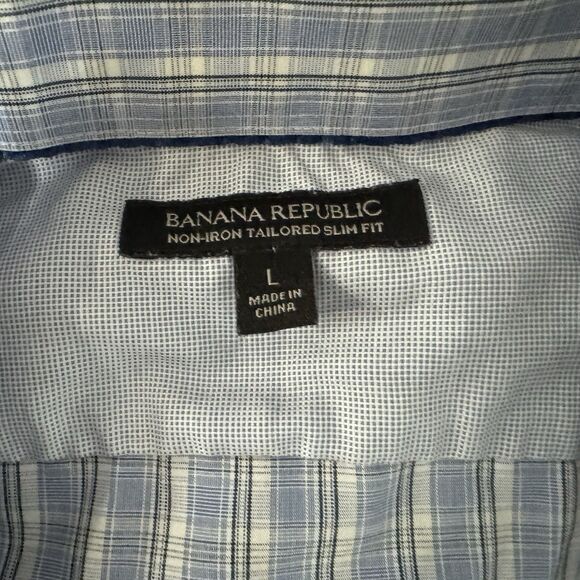 BANANA REPUBLIC
NON-IRON TAILORED SLIM FIT
L
MADE IN
CHINA